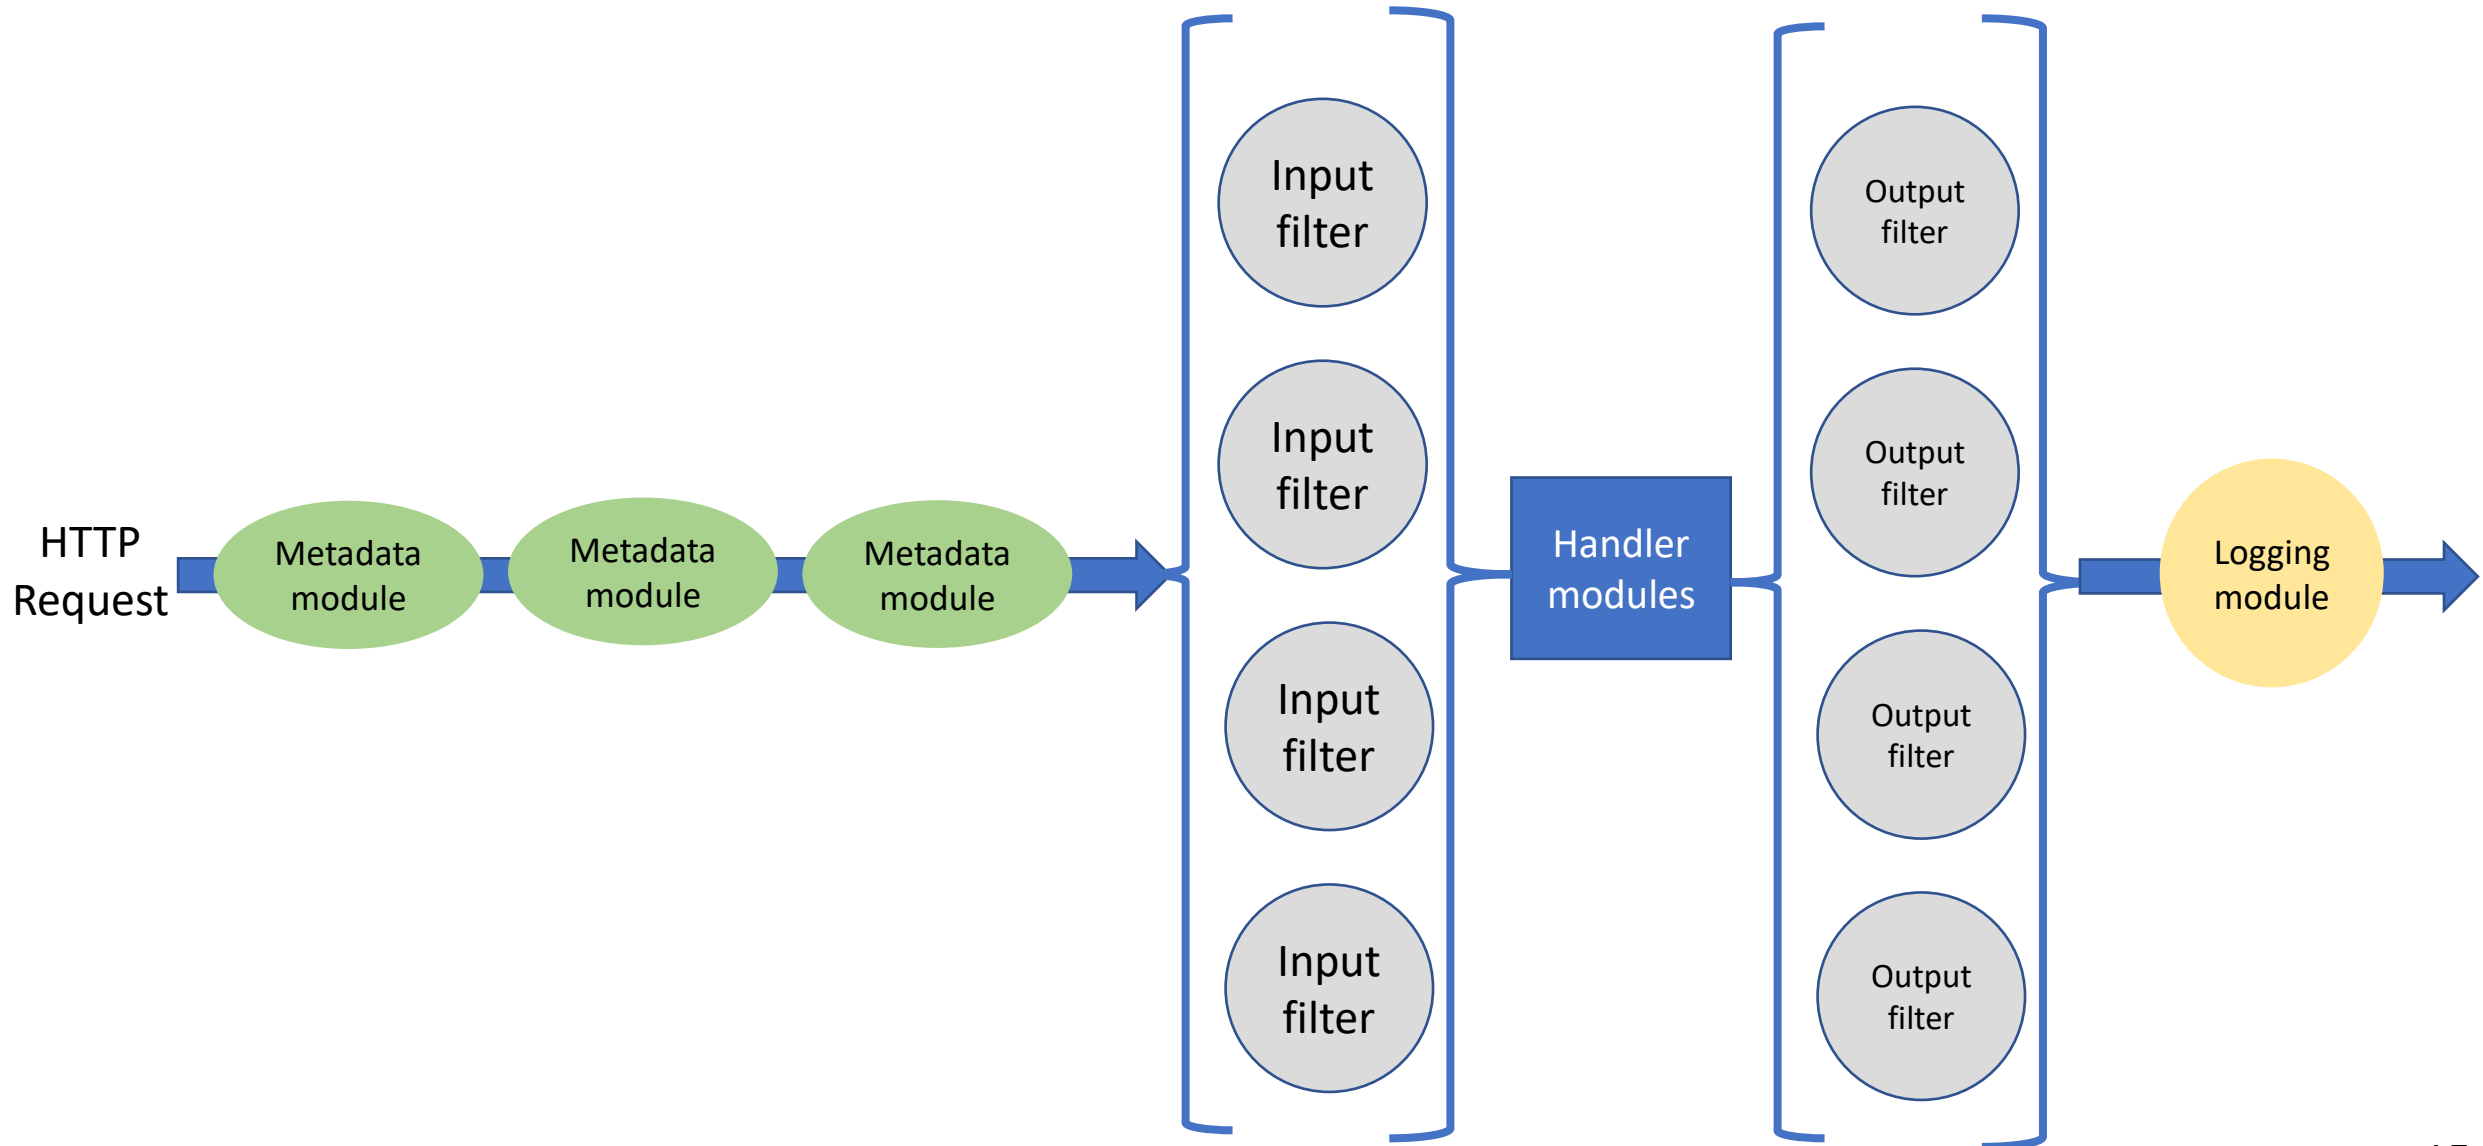 HTTP
Request
Metadata
module
Metadata
module
Metadata
module
Input
filter
Input
filter
Input
filter
Input
filter
Handler
modules
Output
filter
Output
filter
Output
filter
Output
filter
Logging
module